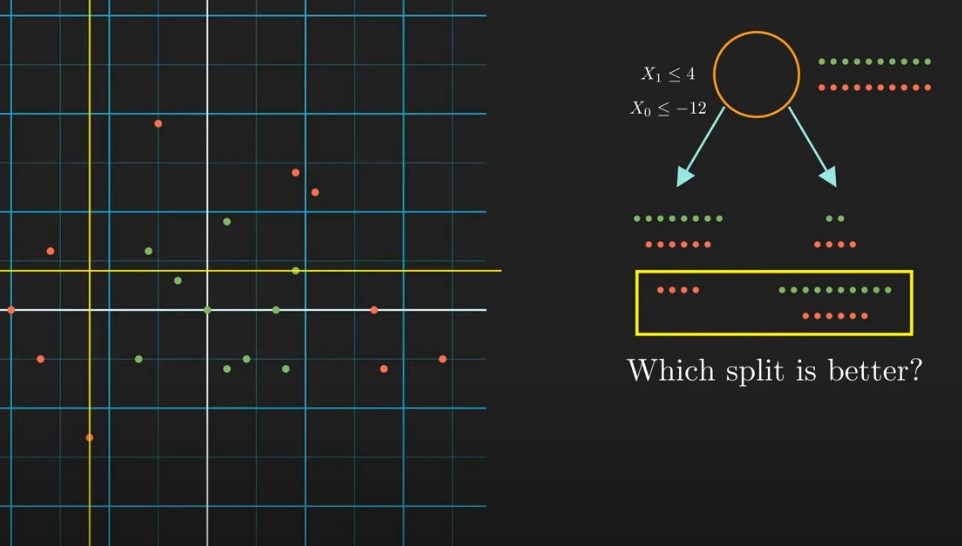 X₁ ≤ 4
X₀ ≤ −12
Which split is better?